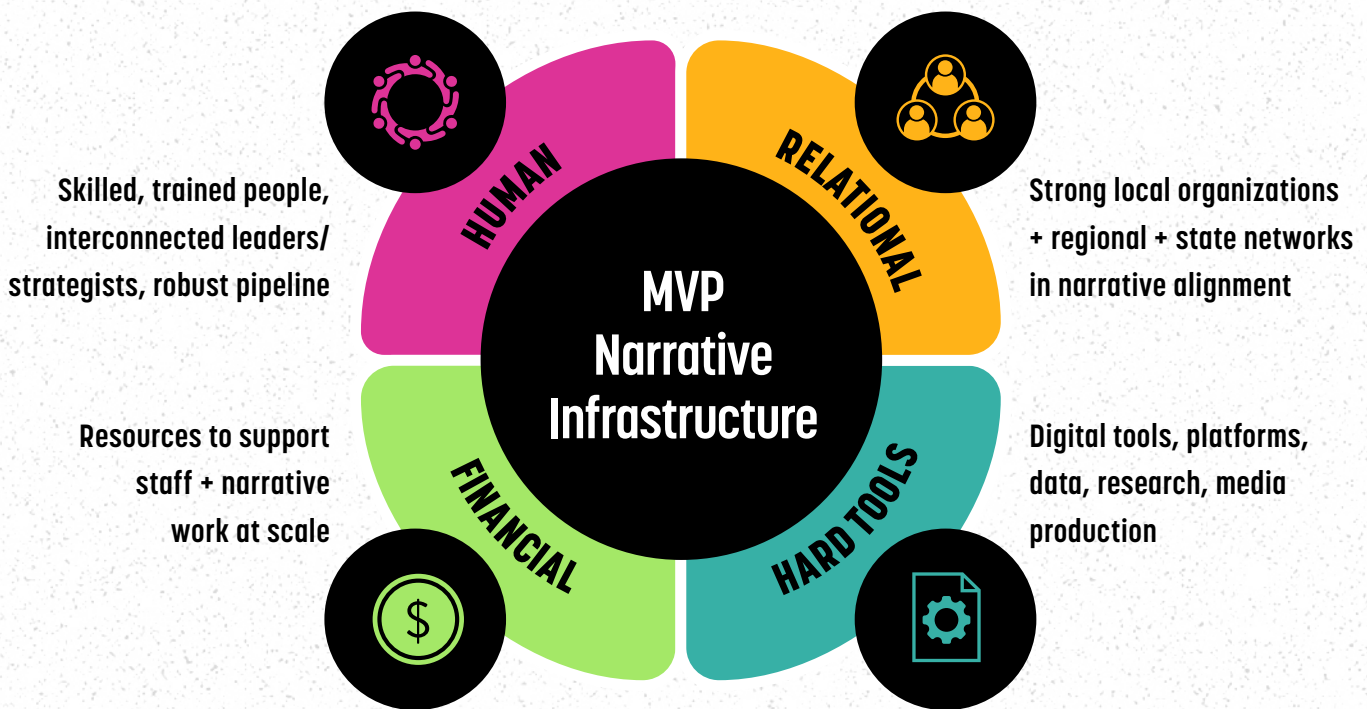 HUMAN
Skilled, trained people,
interconnected leaders/
strategists, robust pipeline
RELATIONAL
Strong local organizations
+ regional + state networks
in narrative alignment
MVP
Narrative
Infrastructure
FINANCIAL
Resources to support
staff + narrative
work at scale
$
HARD TOOLS
Digital tools, platforms,
data, research, media
production